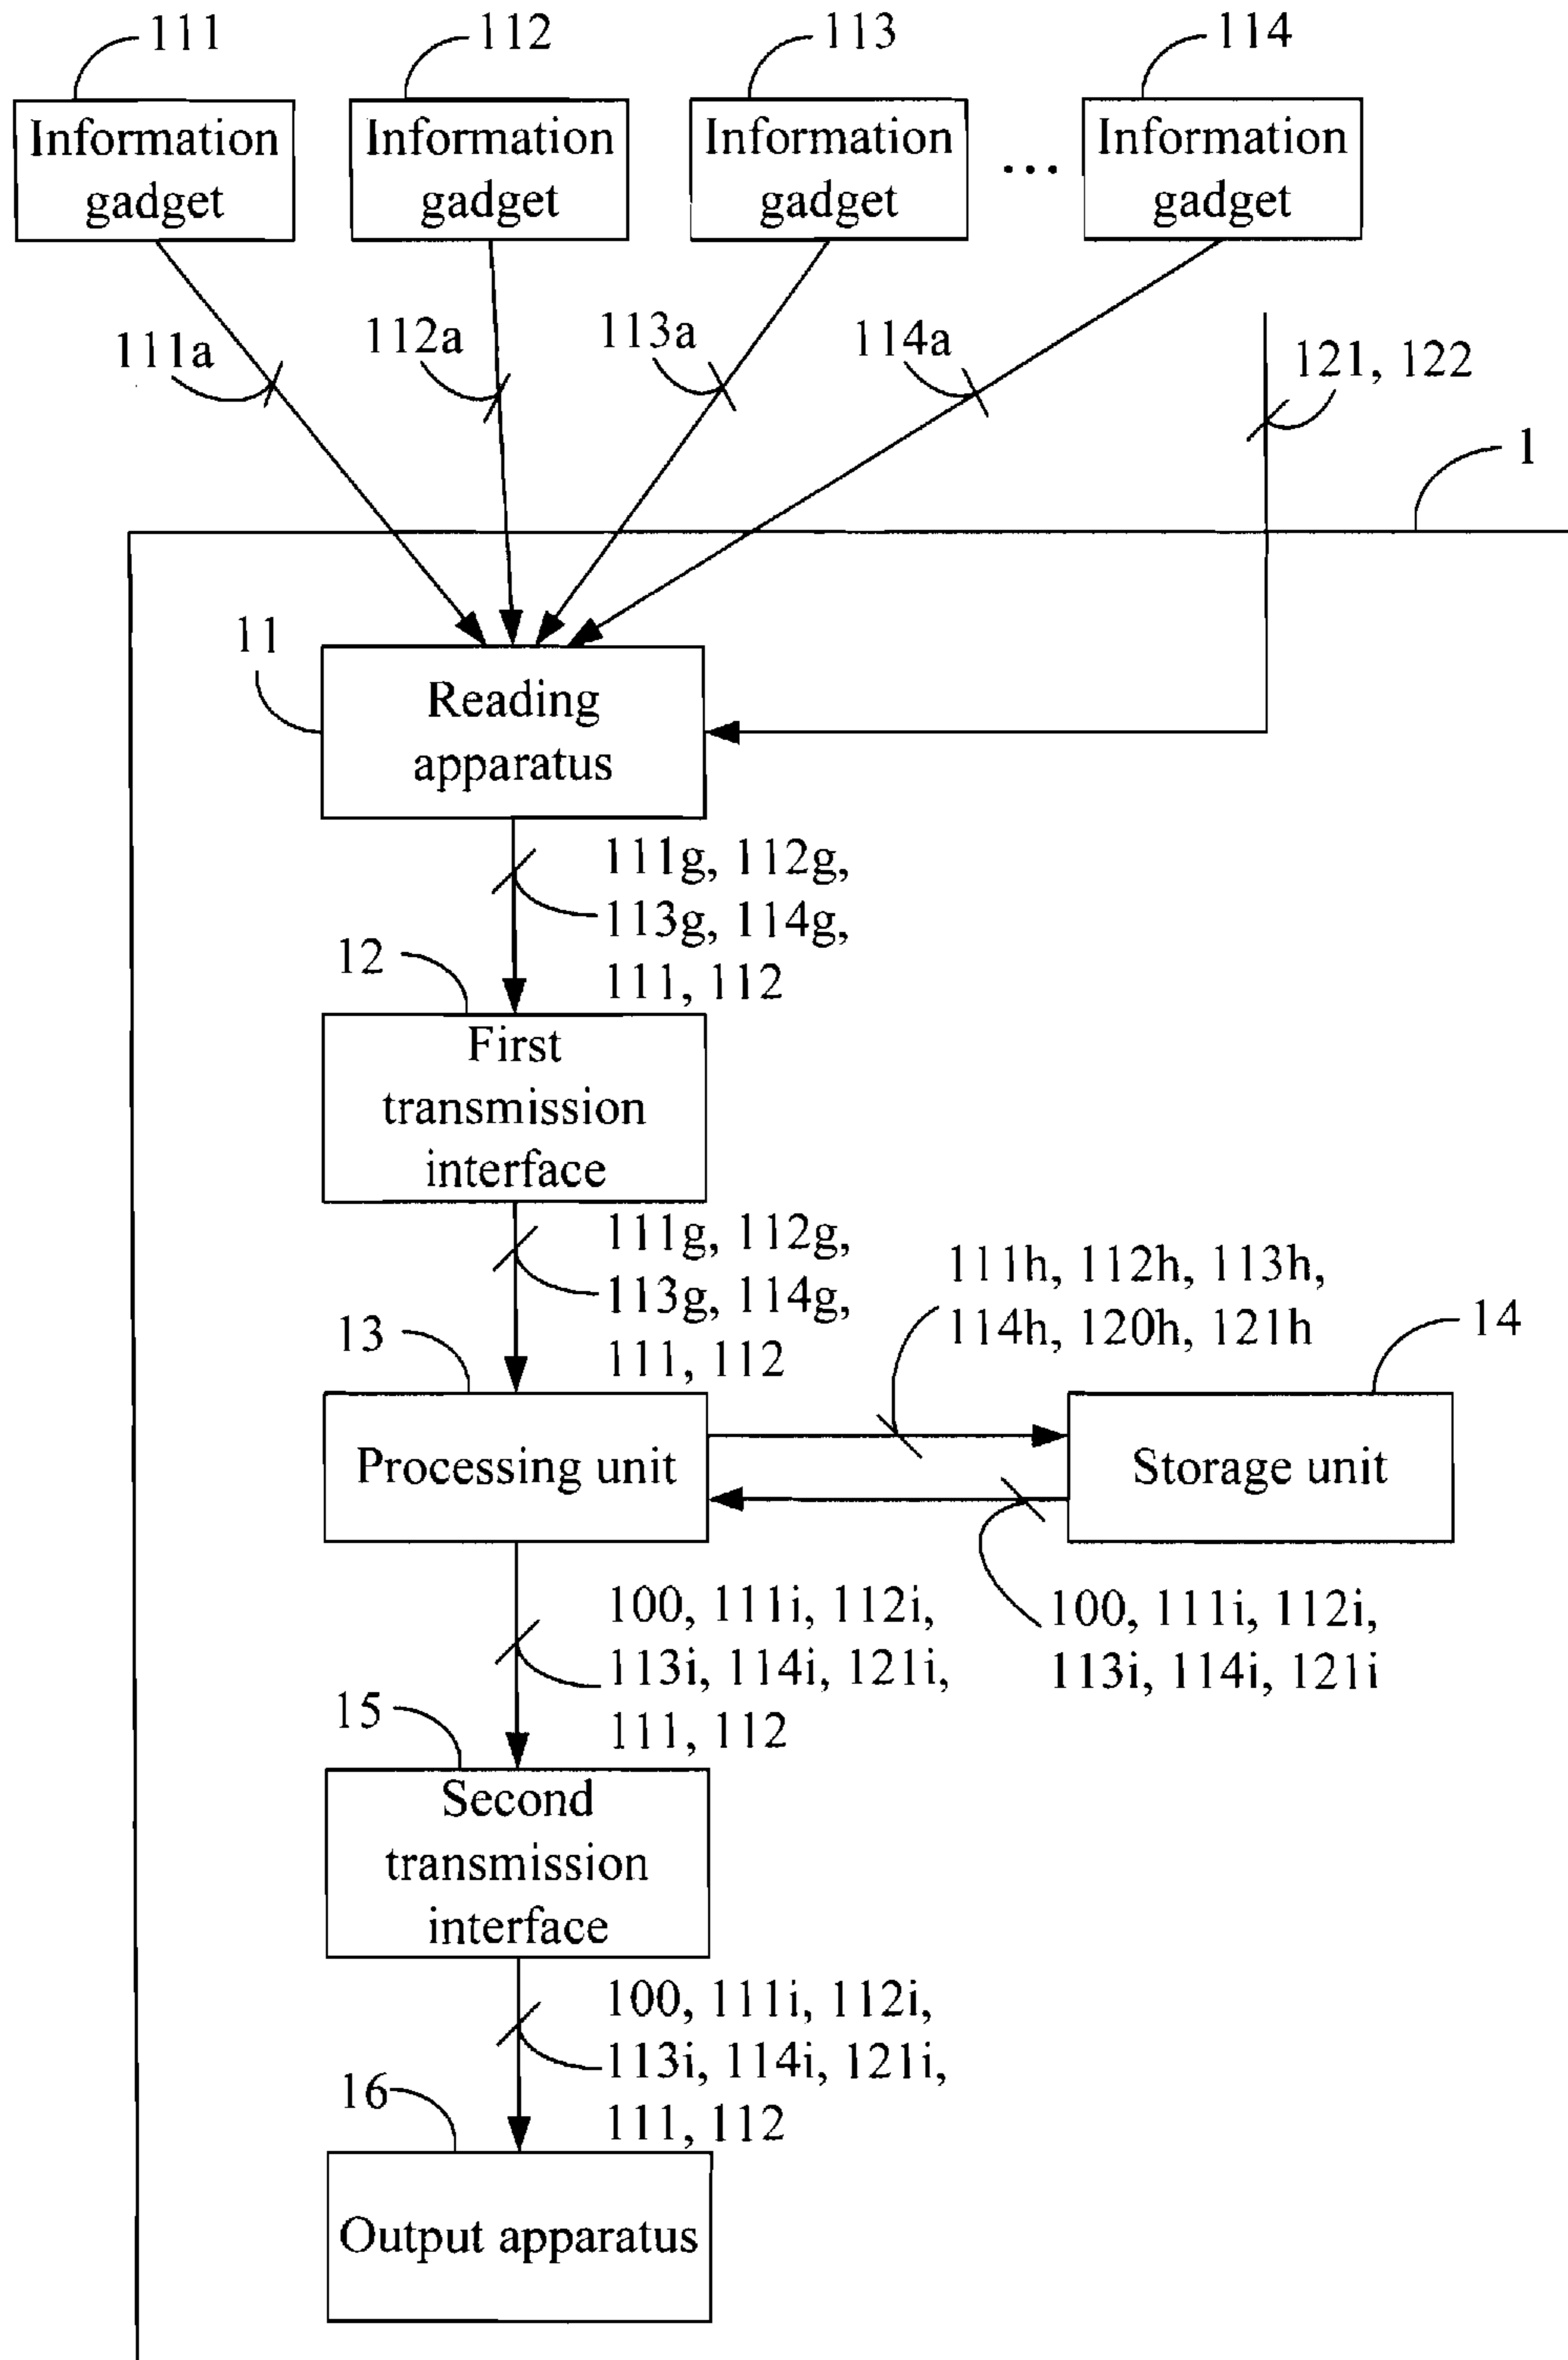 111
112
113
114
Information
gadget
Information
gadget
Information
gadget
...
Information
gadget
111a
112a
113a
114a
121, 122
1
11
Reading
apparatus
111g, 112g,
113g, 114g,
111, 112
12
First
transmission
interface
111g, 112g,
113g, 114g,
111, 112
111h, 112h, 113h,
114h, 120h, 121h
13
14
Processing unit
Storage unit
100, 111i, 112i,
113i, 114i, 121i,
111, 112
100, 111i, 112i,
113i, 114i, 121i
15
Second
transmission
interface
100, 111i, 112i,
113i, 114i, 121i,
111, 112
16
Output apparatus